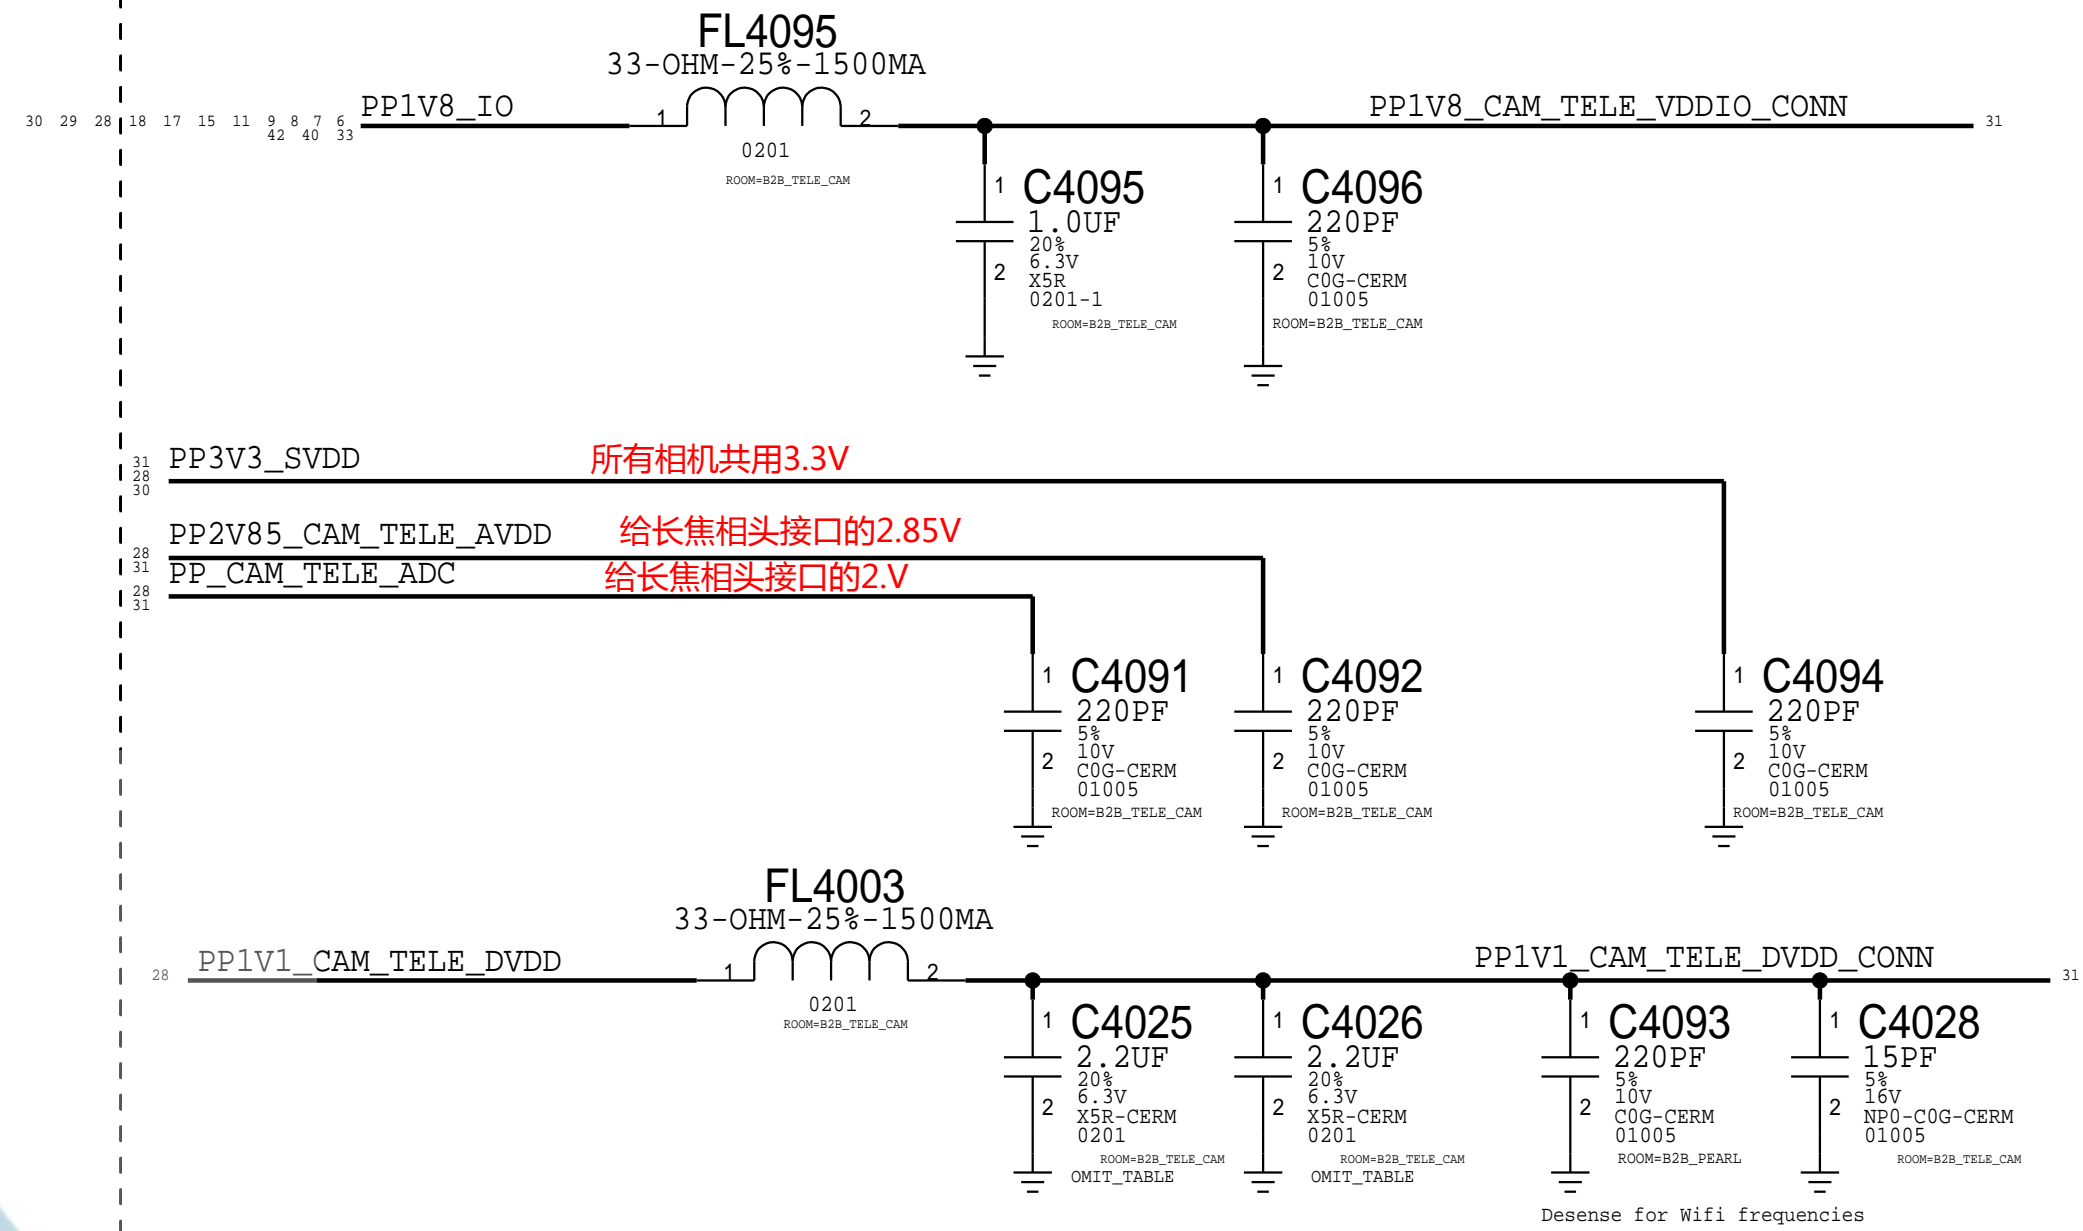 FL4095
33-OHM-25%-1500MA
PP1V8_IO
PP1V8_CAM_TELE_VDDIO_CONN
30 29 28 18 17 15 11 9 8 7 6
42 40 33
1
2
31
0201
ROOM=B2B_TELE_CAM
1 C4095
1.0UF
20%
6.3V
2
X5R
0201-1
ROOM=B2B_TELE_CAM
1 C4096
220PF
5%
10V
2
C0G-CERM
01005
ROOM=B2B_TELE_CAM
31
28
30
PP3V3_SVDD
所有相机共用3.3V
PP2V85_CAM_TELE_AVDD
给长焦相头接口的2.85V
28
31
PP_CAM_TELE_ADC
给长焦相头接口的2.V
28
31
1 C4091
220PF
5%
10V
2
C0G-CERM
01005
ROOM=B2B_TELE_CAM
1 C4092
220PF
5%
10V
2
C0G-CERM
01005
ROOM=B2B_TELE_CAM
1 C4094
220PF
5%
10V
2
C0G-CERM
01005
ROOM=B2B_TELE_CAM
FL4003
33-OHM-25%-1500MA
28
PP1V1_CAM_TELE_DVDD
1
2
PP1V1_CAM_TELE_DVDD_CONN
31
0201
ROOM=B2B_TELE_CAM
1 C4025
2.2UF
20%
6.3V
2
X5R-CERM
0201
ROOM=B2B_TELE_CAM
OMIT_TABLE
1 C4026
2.2UF
20%
6.3V
2
X5R-CERM
0201
ROOM=B2B_TELE_CAM
OMIT_TABLE
1 C4093
220PF
5%
10V
2
C0G-CERM
01005
ROOM=B2B_PEARL
1 C4028
15PF
5%
16V
2
NP0-C0G-CERM
01005
ROOM=B2B_TELE_CAM
Desense for Wifi frequencies